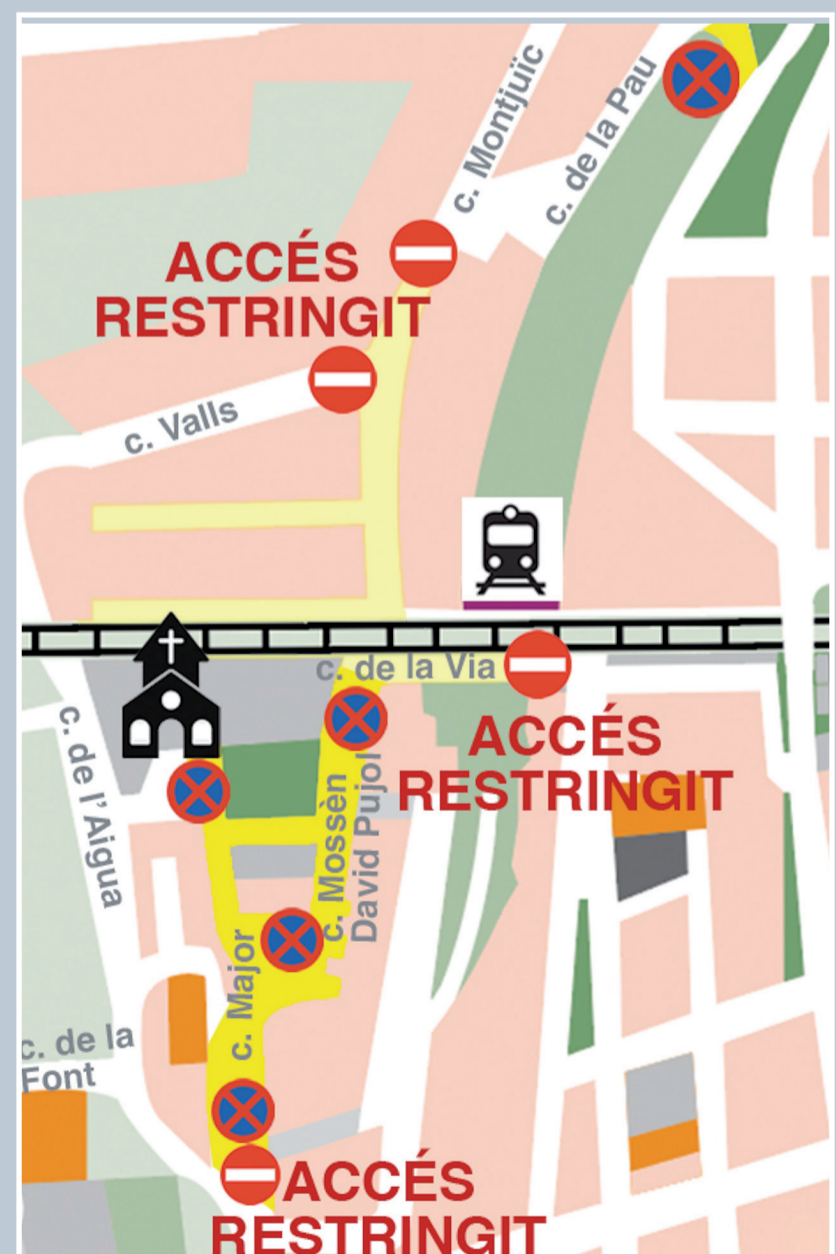 c. Montjuïc
c. de la Pau
ACCÉS
RESTRINGIT
c. Valls
c. de la Via
ACCÉS
RESTRINGIT
c. de l'Aigua
c. Mossèn
David Pujol
c. Major
c. de la
Font
ACCÉS
RESTRINGIT